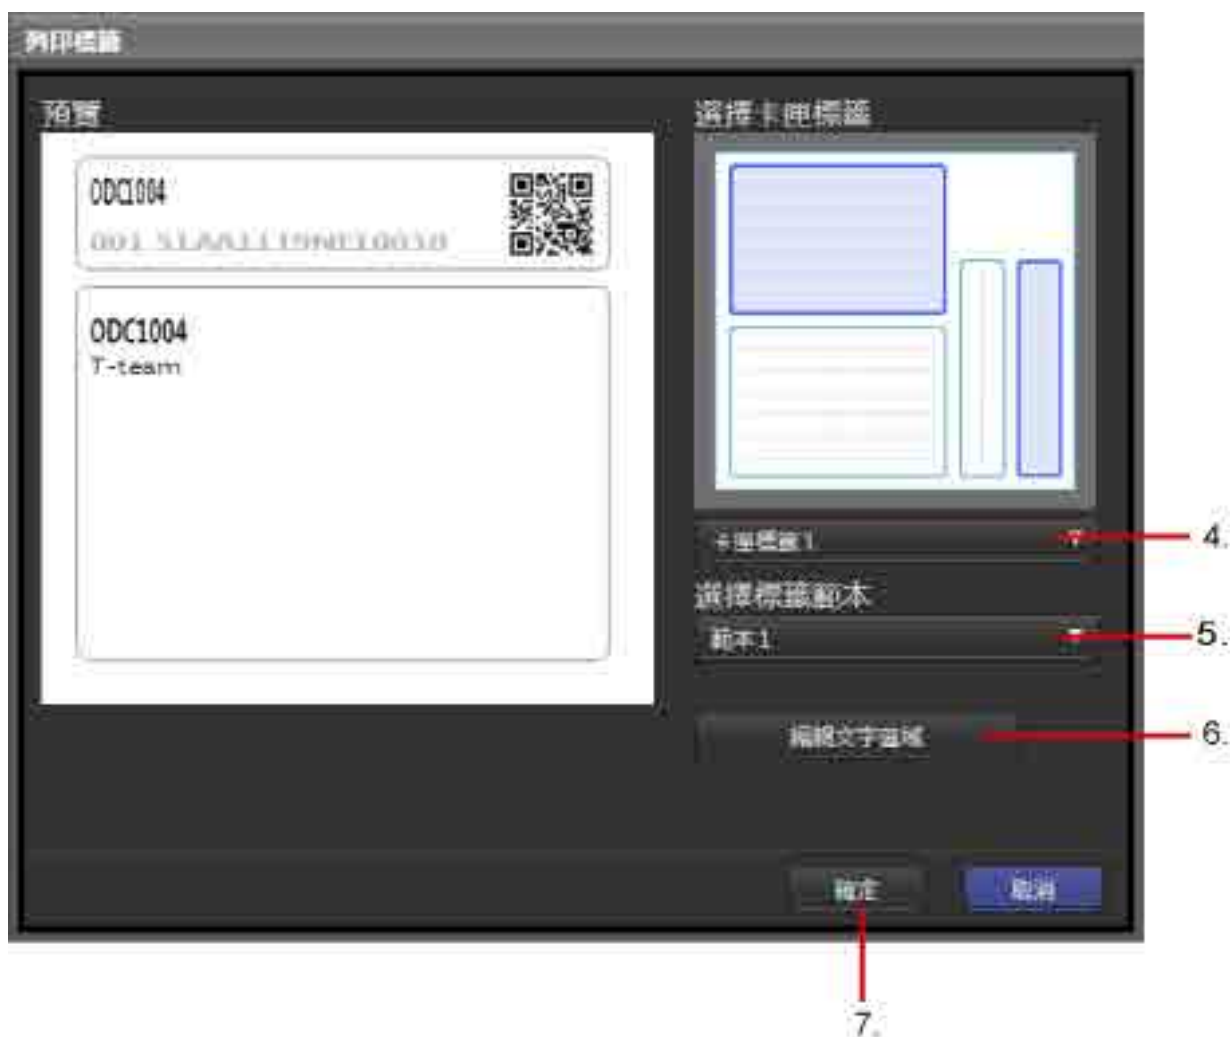 列印標籤
預覽
ODC1004
ODC1004
T-team
選擇卡匣標籤
卡匣標籤1
4.
選擇標籤範本
範本1
5.
編輯文字區域
6.
確定
取消
7.